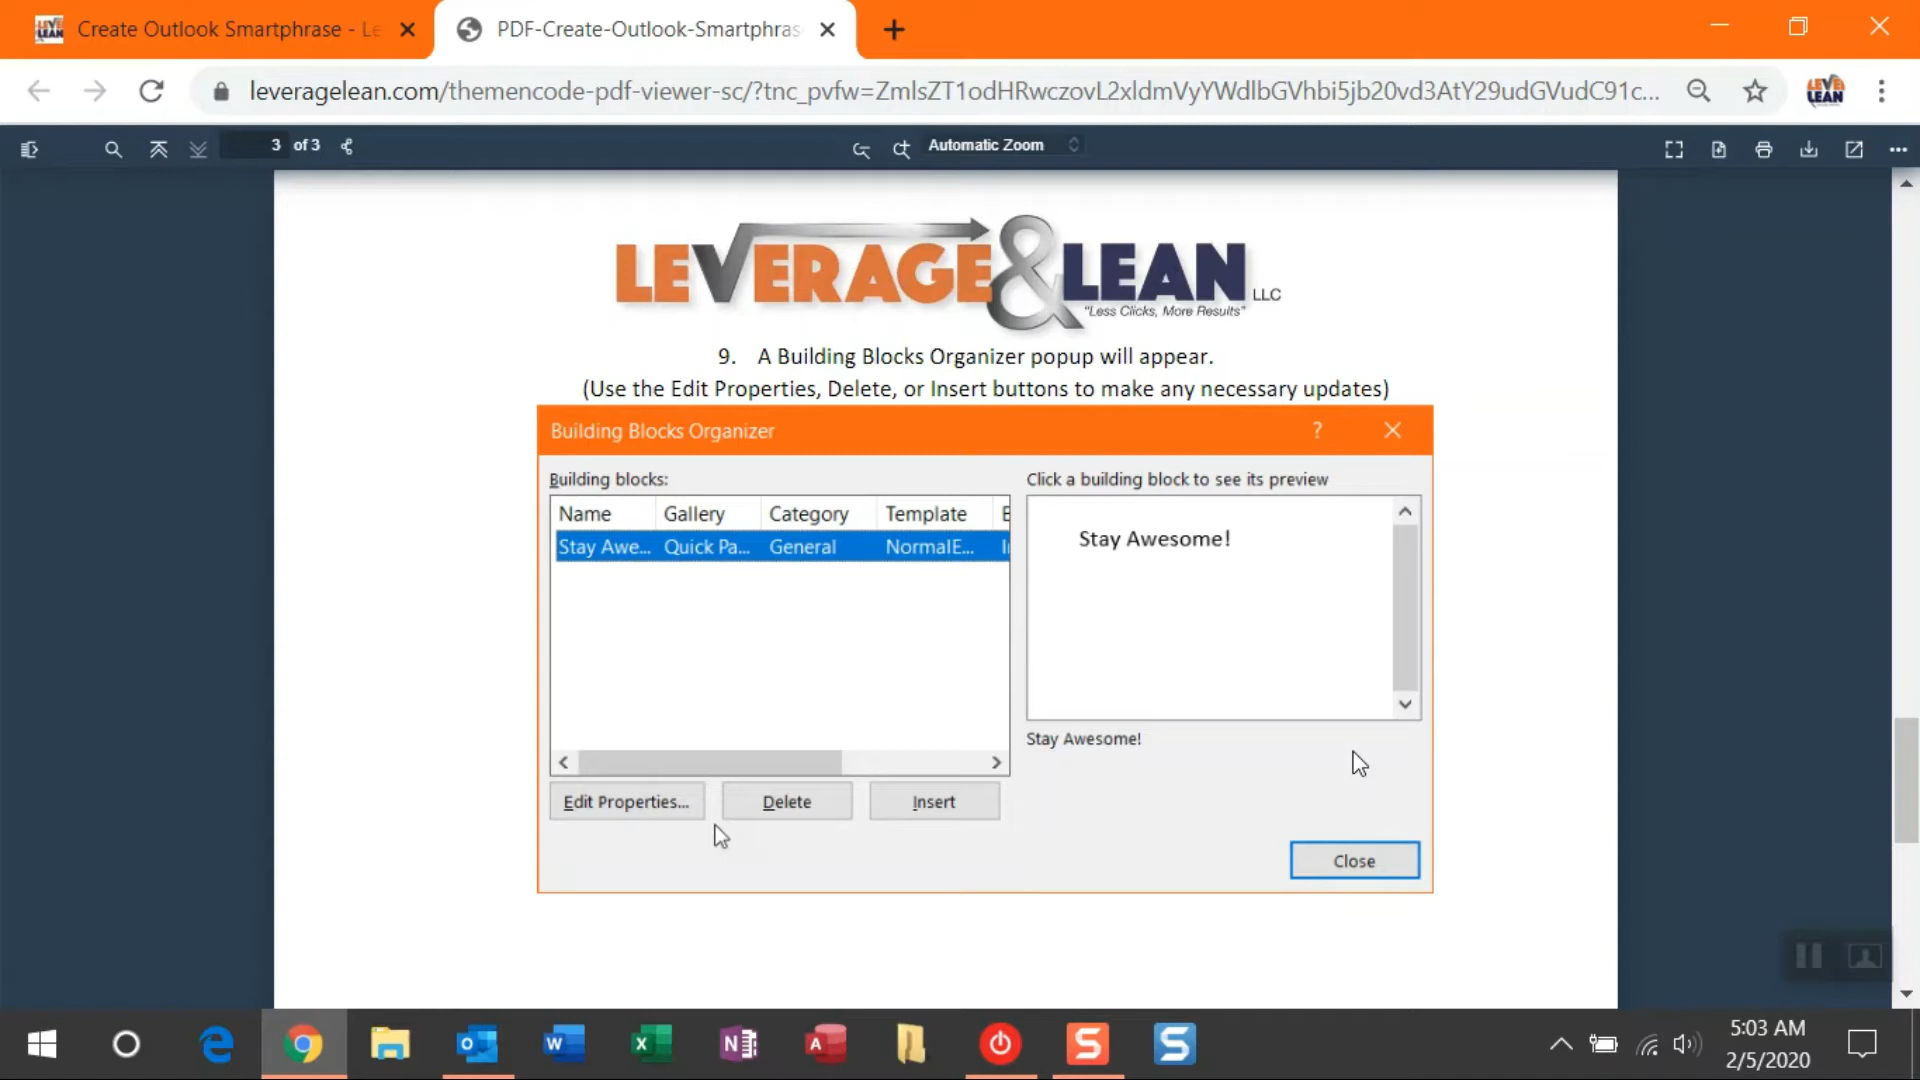 Create Outlook Smartphrase - Le
PDF-Create-Outlook-Smartphras
leveragelean.com/themencode-pdf-viewer-sc/?tnc_pvfw=ZmlsZT1odHRwczovL2xldmVyYWdlbGVhbi5jb20vd3AtY29udGVudC91c...
LEVERAGE LEAN
3 of 3
Automatic Zoom
LEVERAGE&LEAN LLC
"Less Clicks, More Results"
9. A Building Blocks Organizer popup will appear.
(Use the Edit Properties, Delete, or Insert buttons to make any necessary updates)
Building Blocks Organizer
Building blocks:
Click a building block to see its preview
Name Gallery Category Template
Stay Awe... Quick Pa... General NormalE...
Stay Awesome!
Stay Awesome!
Edit Properties... Delete Insert
Close
5:03 AM
2/5/2020